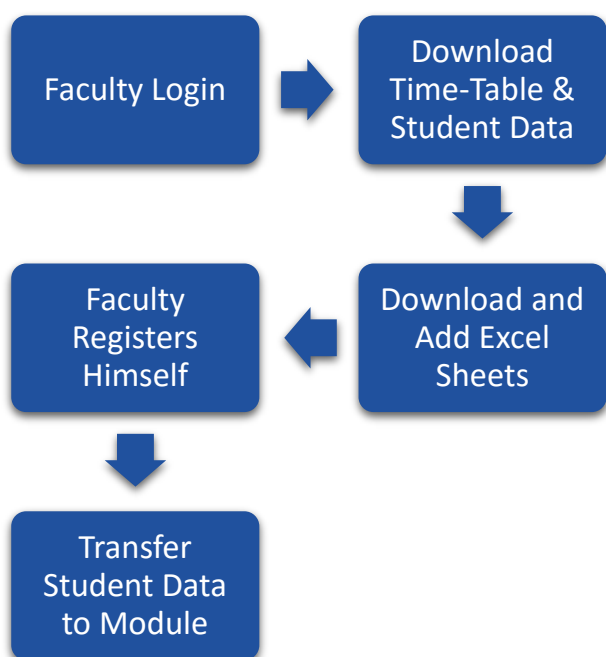 Faculty Login
Download
Time-Table &
Student Data
Download and
Add Excel
Sheets
Faculty
Registers
Himself
Transfer
Student Data
to Module